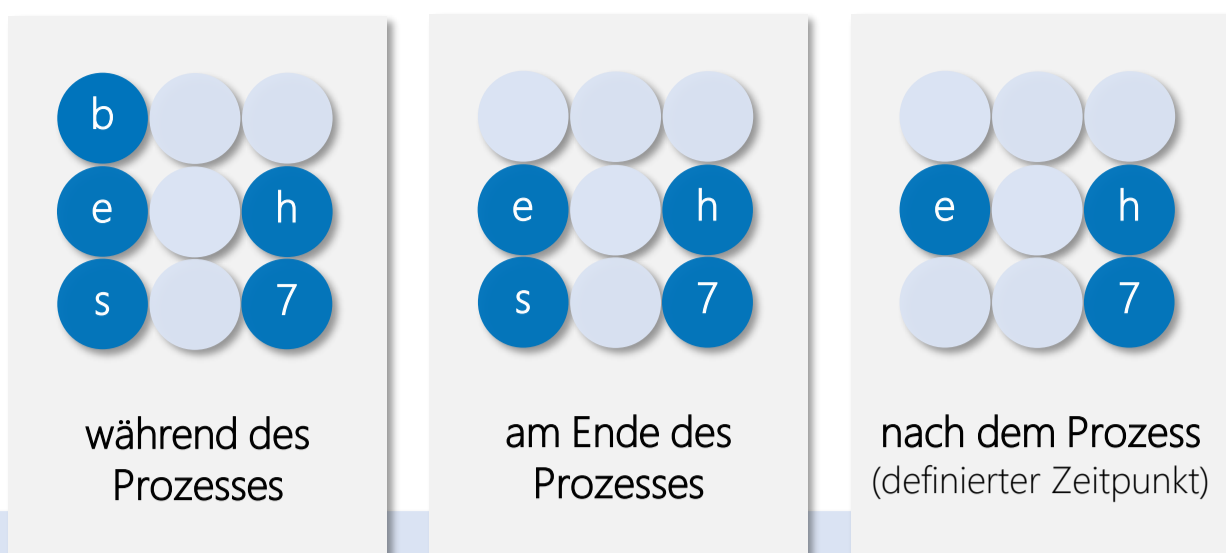 b
e h
s 7
während des
Prozesses
e h
s 7
am Ende des
Prozesses
e h
7
nach dem Prozess
(definierter Zeitpunkt)